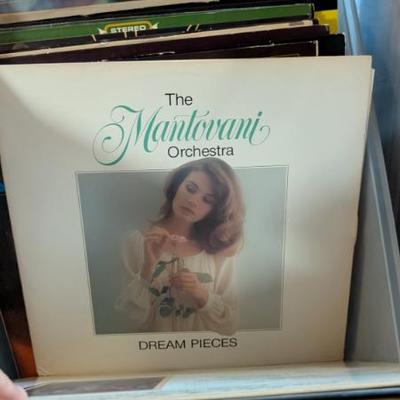 STEREO
The
Mantovani
Orchestra
DREAM PIECES